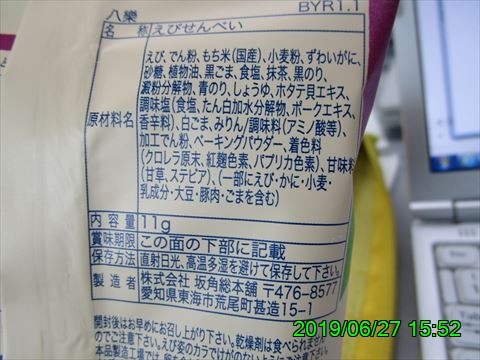 八樂 BYR1.1
名称 えびせんべい
原材料名
えび、でん粉、もち米(国産)、小麦粉、ずわいがに、
砂糖、植物油、黒ごま、食塩、抹茶、黒のり、
澱粉分解物、青のり、しょうゆ、ホタテ貝エキス、
調味塩(食塩、たん白加水分解物、ポークエキス、
香辛料)、白ごま、みりん/調味料(アミノ酸等)、
加工でん粉、ベーキングパウダー、着色料
(クロレラ原末、紅麹色素、パプリカ色素)、甘味料
(甘草、ステビア)、(一部にえび・かに・小麦・
乳成分・大豆・豚肉・ごまを含む)
内容量 11g
賞味期限 この面の下部に記載
保存方法 直射日光、高温多湿を避けて保存して下さい。
製造者 株式会社 坂角総本舖 〒476-8577
愛知県東海市荒尾町甚造15-1
開封後はお早めにお召し上がり下さい。乾燥剤は食べられません
ので
2019/06/27 15:52